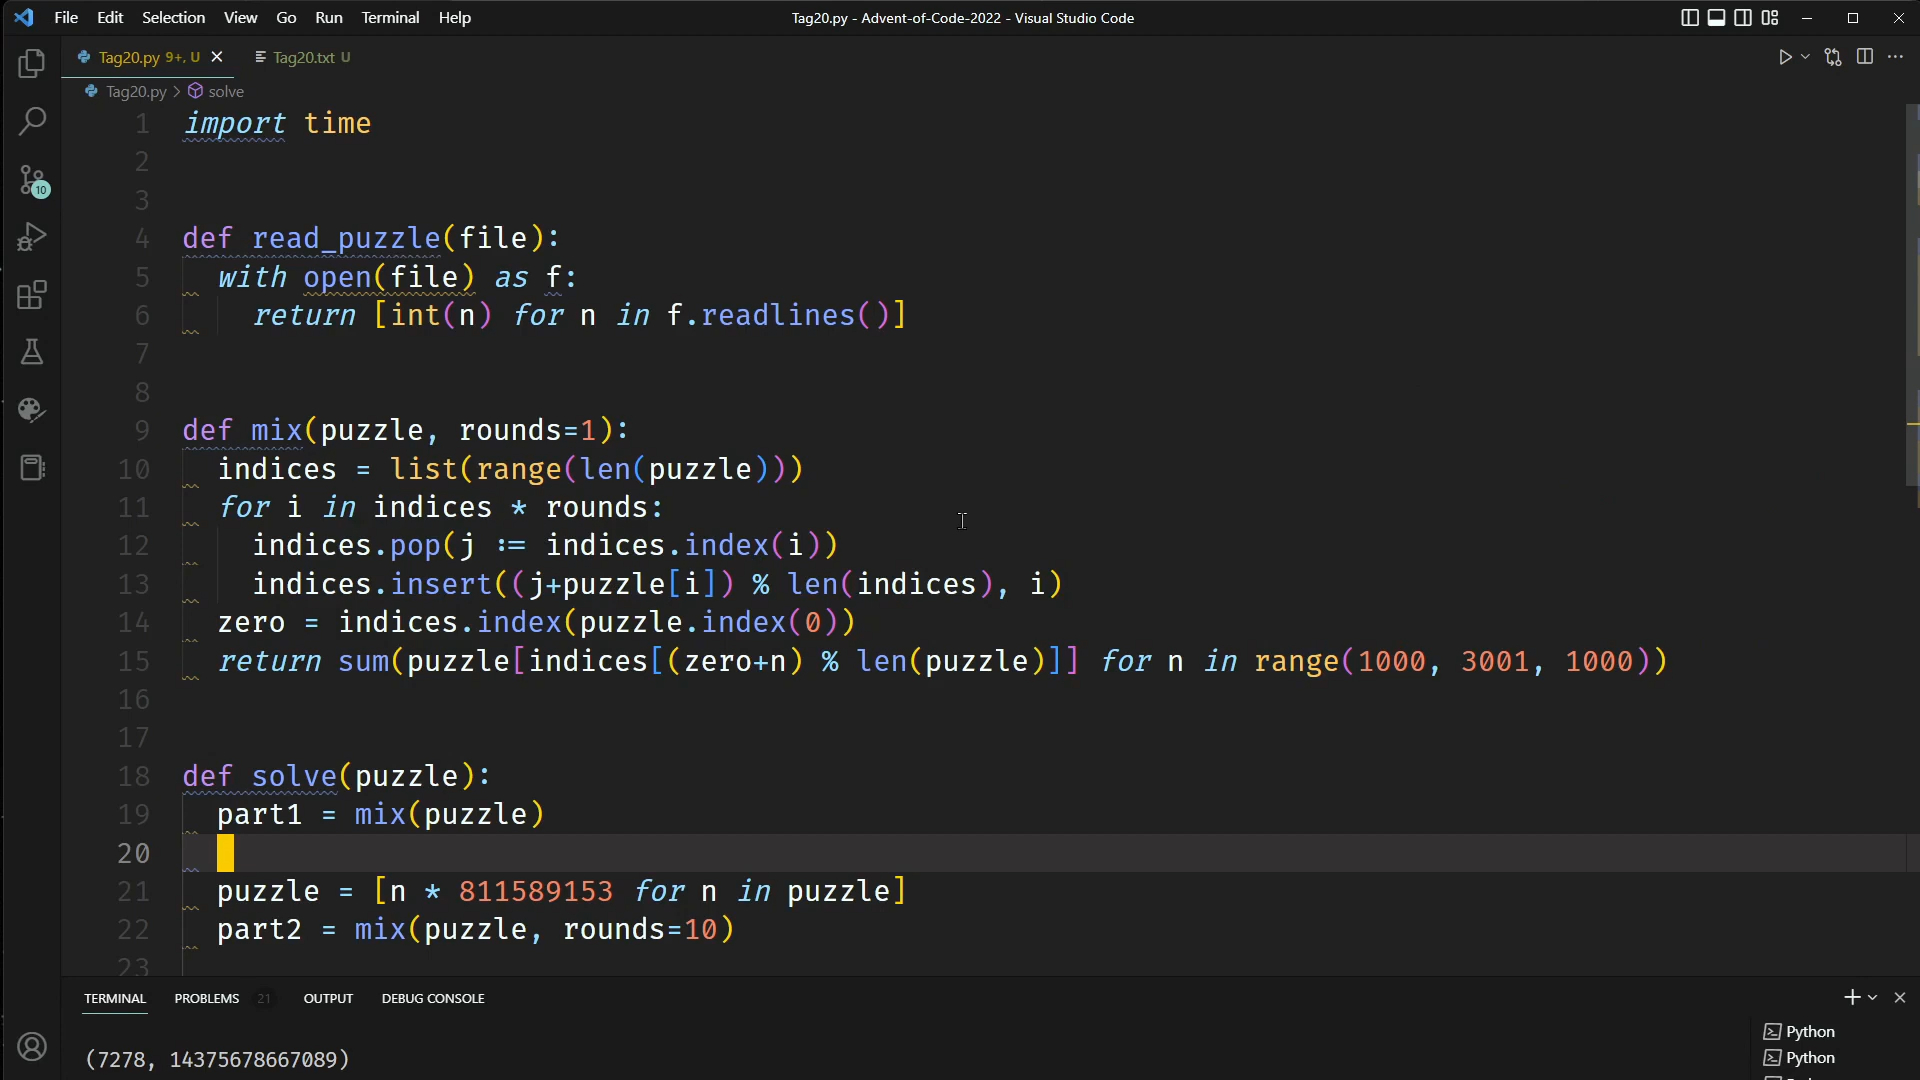 File Edit Selection View Go Run Terminal Help
Tag20.py - Advent-of-Code-2022 - Visual Studio Code
Tag20.py 9+, U
Tag20.txt U
Tag20.py > solve
10
1 import time
2
3
4 def read_puzzle(file):
5 with open(file) as f:
6 return [int(n) for n in f.readlines()]
7
8
9 def mix(puzzle, rounds=1):
10 indices = list(range(len(puzzle)))
11 for i in indices * rounds:
12 indices.pop(j := indices.index(i))
13 indices.insert((j+puzzle[i]) % len(indices), i)
14 zero = indices.index(puzzle.index(0))
15 return sum(puzzle[indices[(zero+n) % len(puzzle)]] for n in range(1000, 3001, 1000))
16
17
18 def solve(puzzle):
19 part1 = mix(puzzle)
20
21 puzzle = [n * 811589153 for n in puzzle]
22 part2 = mix(puzzle, rounds=10)
23
TERMINAL PROBLEMS 21 OUTPUT DEBUG CONSOLE
(7278, 14375678667089)
Python
Python